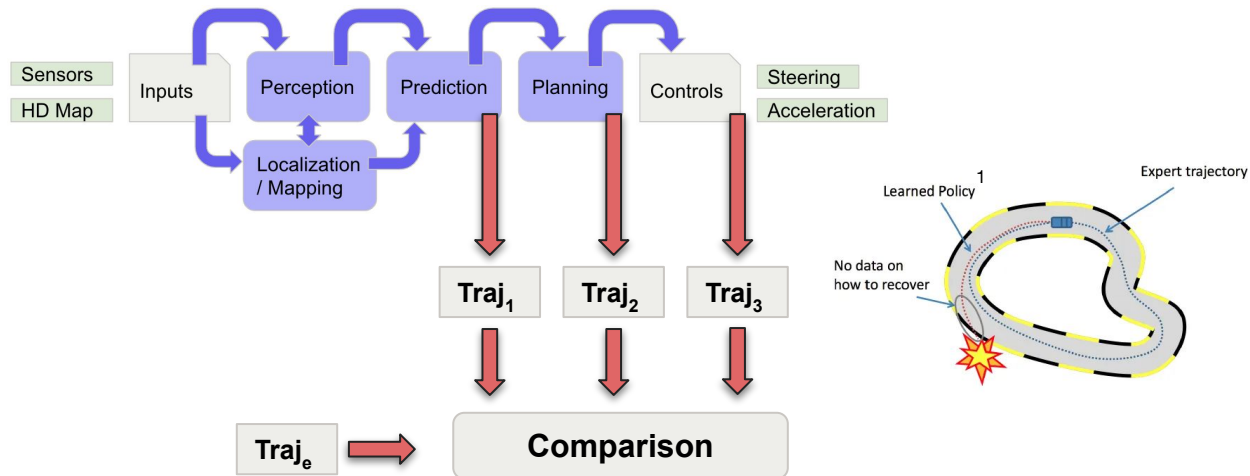 Sensors
HD Map
Inputs
Perception
Prediction
Planning
Controls
Steering
Acceleration
Localization
/ Mapping
Learned Policy 1
Expert trajectory
No data on
how to recover
Traj1
Traj2
Traj3
Traje
Comparison